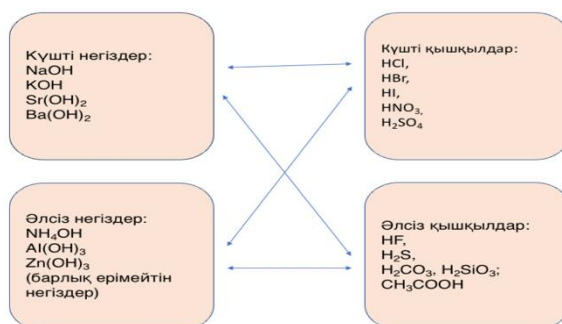 Күшті негіздер:
NaOH
KOH
Sr(OH)₂
Ba(OH)₂
Күшті қышқылдар:
HCl,
HBr,
HI,
HNO₃,
H₂SO₄
Әлсіз негіздер:
NH₄OH
Al(OH)₃
Zn(OH)₃
(барлық ерімейтін
негіздер)
Әлсіз қышқылдар:
HF,
H₂S,
H₂CO₃, H₂SiO₃;
CH₃COOH